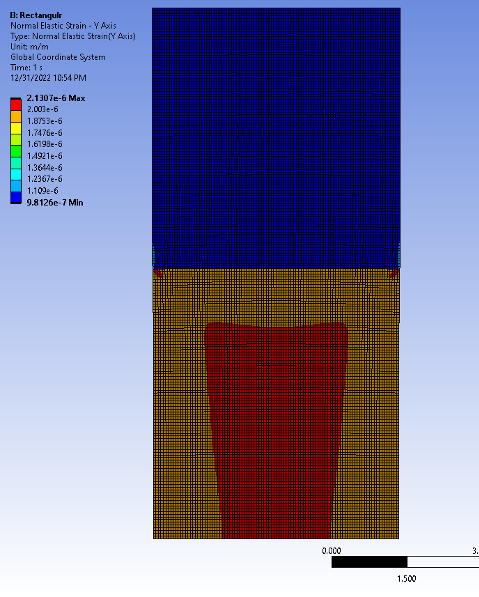 B: Rectangulr
Normal Elastic Strain - Y Axis
Type: Normal Elastic Strain(Y Axis)
Unit: m/m
Global Coordinate System
Time: 1 s
12/31/2022 10:54 PM
2.1307e-6 Max
2.003e-6
1.8753e-6
1.7476e-6
1.6198e-6
1.4921e-6
1.3644e-6
1.2367e-6
1.109e-6
9.8126e-7 Min
0.000
3.
1.500